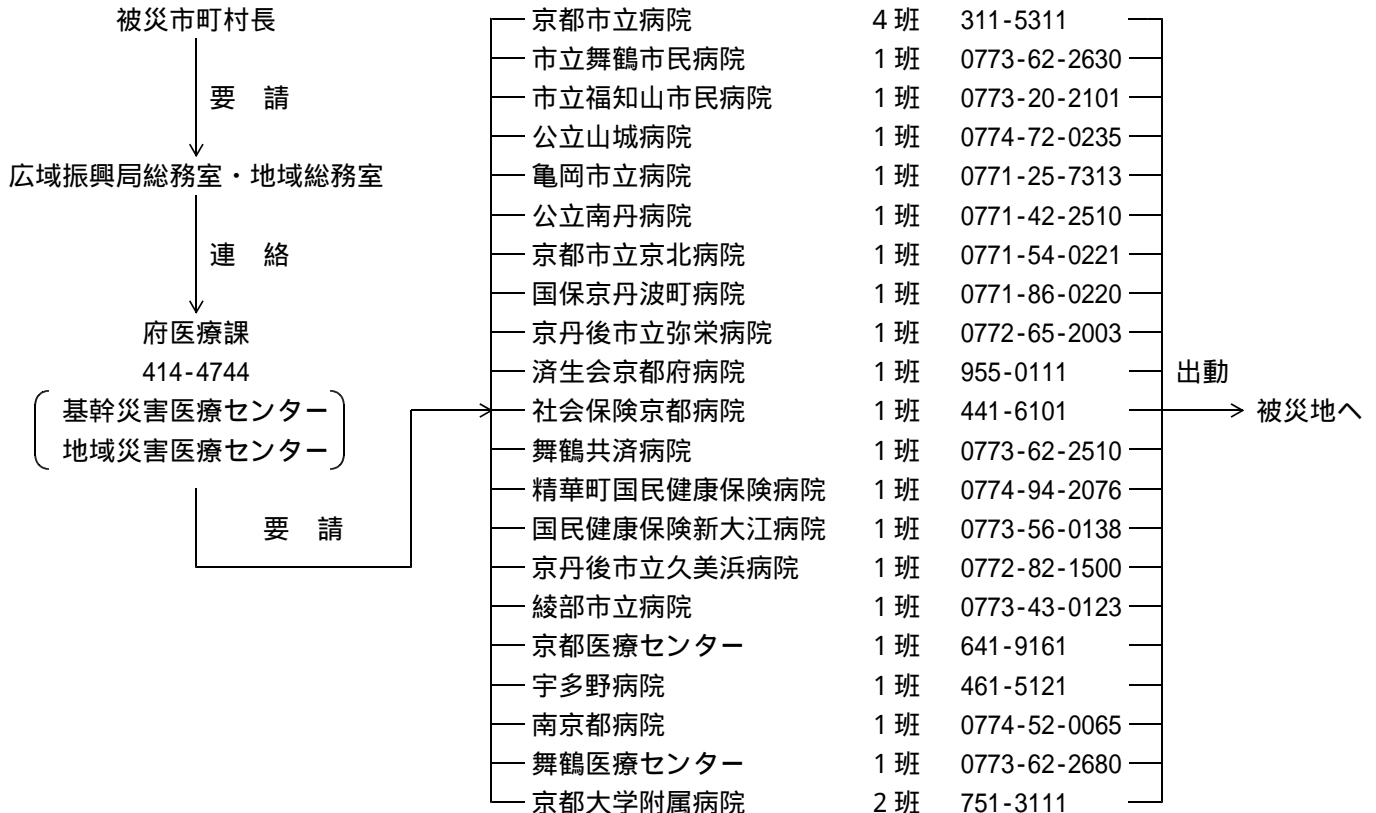 被災市町村長
要 請
広域振興局総務室・地域総務室
連 絡
府医療課
414-4744
基幹災害医療センター
地域災害医療センター
要 請
京都市立病院 4班 311-5311
市立舞鶴市民病院 1班 0773-62-2630
市立福知山市民病院 1班 0773-20-2101
公立山城病院 1班 0774-72-0235
亀岡市立病院 1班 0771-25-7313
公立南丹病院 1班 0771-42-2510
京都市立京北病院 1班 0771-54-0221
国保京丹波町病院 1班 0771-86-0220
京丹後市立弥栄病院 1班 0772-65-2003
済生会京都府病院 1班 955-0111
社会保険京都病院 1班 441-6101
舞鶴共済病院 1班 0773-62-2510
精華町国民健康保険病院 1班 0774-94-2076
国民健康保険新大江病院 1班 0773-56-0138
京丹後市立久美浜病院 1班 0772-82-1500
綾部市立病院 1班 0773-43-0123
京都医療センター 1班 641-9161
宇多野病院 1班 461-5121
南京都病院 1班 0774-52-0065
舞鶴医療センター 1班 0773-62-2680
京都大学附属病院 2班 751-3111
出動
被災地へ